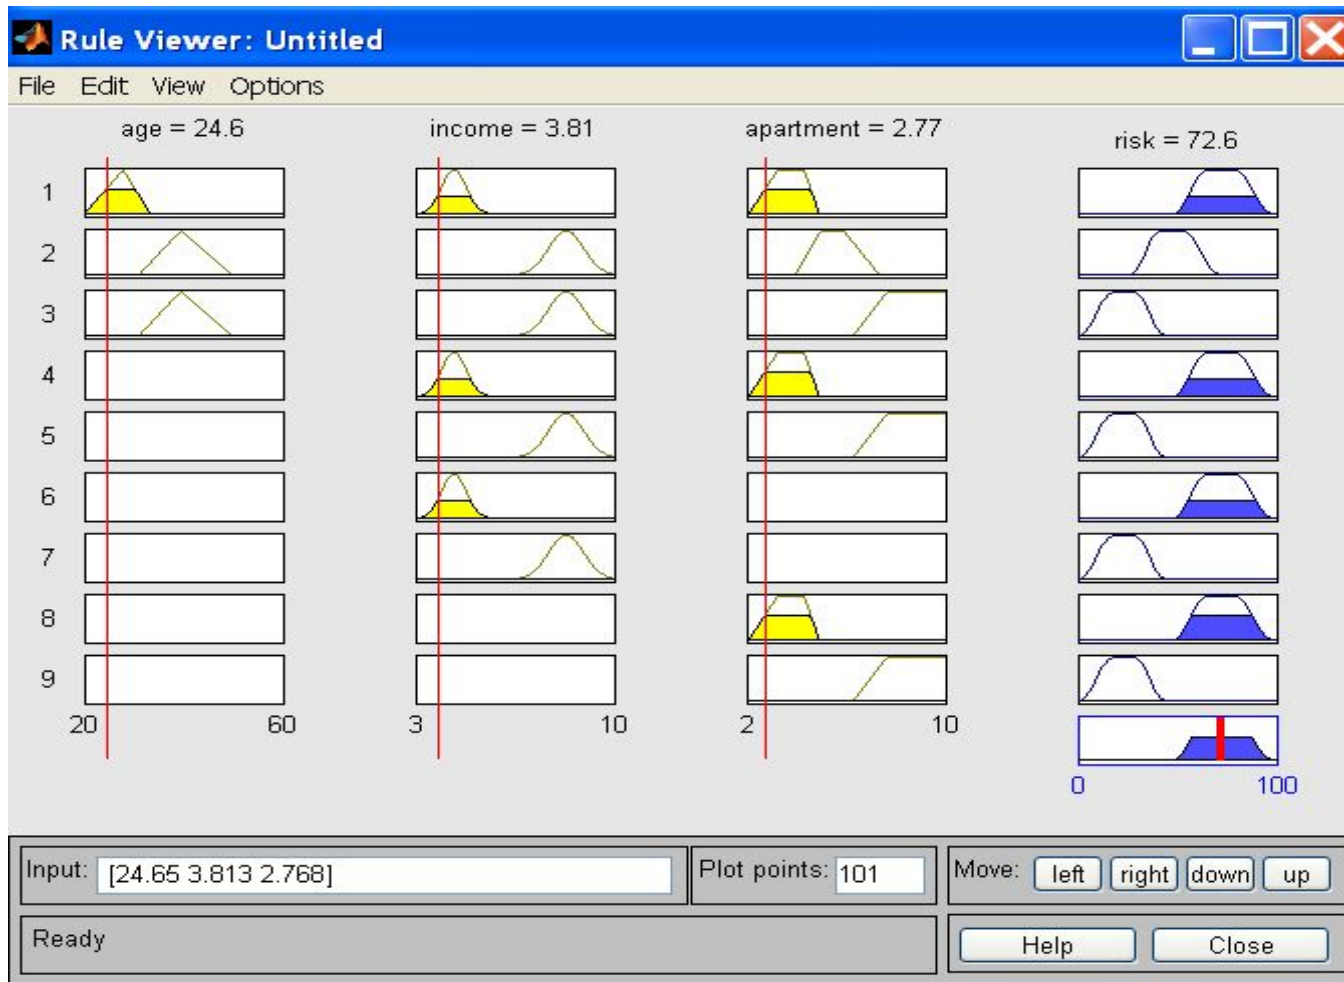 Rule Viewer: Untitled
File Edit View Options
age = 24.6 income = 3.81 apartment = 2.77 risk = 72.6
1
2
3
4
5
6
7
8
9
20 60 3 10 2 10
0 100
Input: [24.65 3.813 2.768] Plot points: 101 Move: left right down up
Ready Help Close